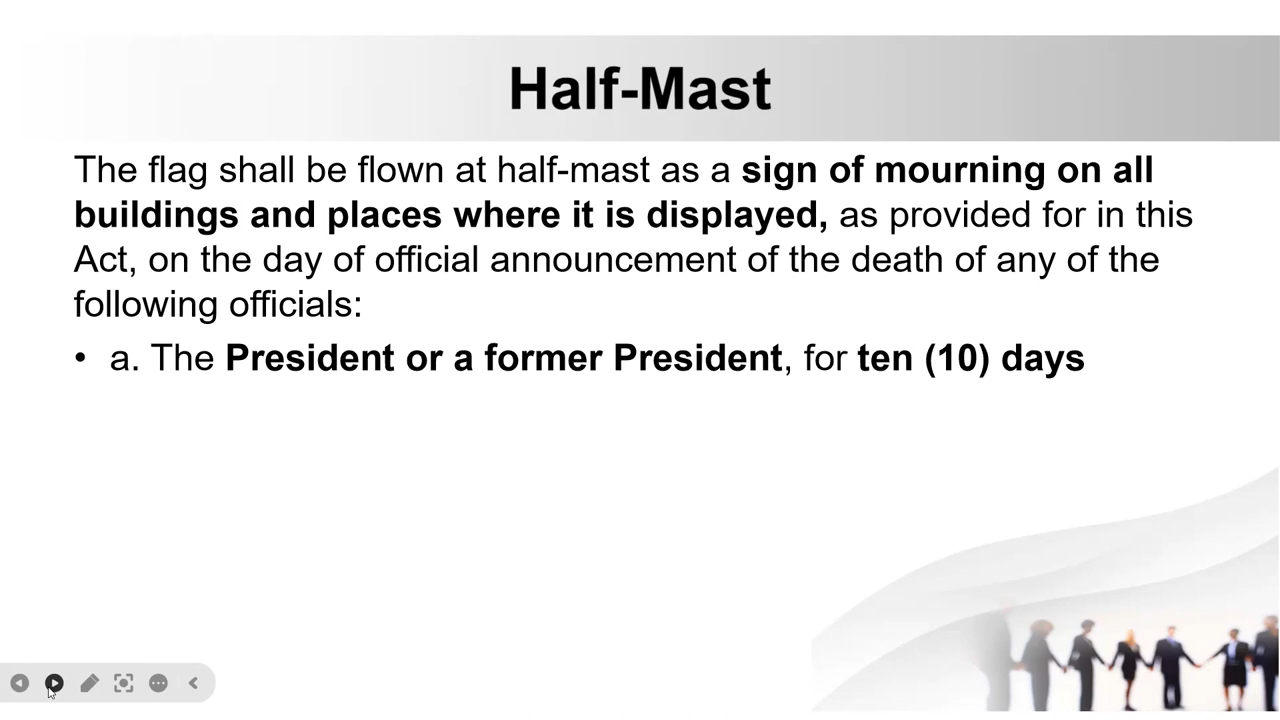 Half-Mast
The flag shall be flown at half-mast as a sign of mourning on all
buildings and places where it is displayed, as provided for in this
Act, on the day of official announcement of the death of any of the
following officials:
• a. The President or a former President, for ten (10) days